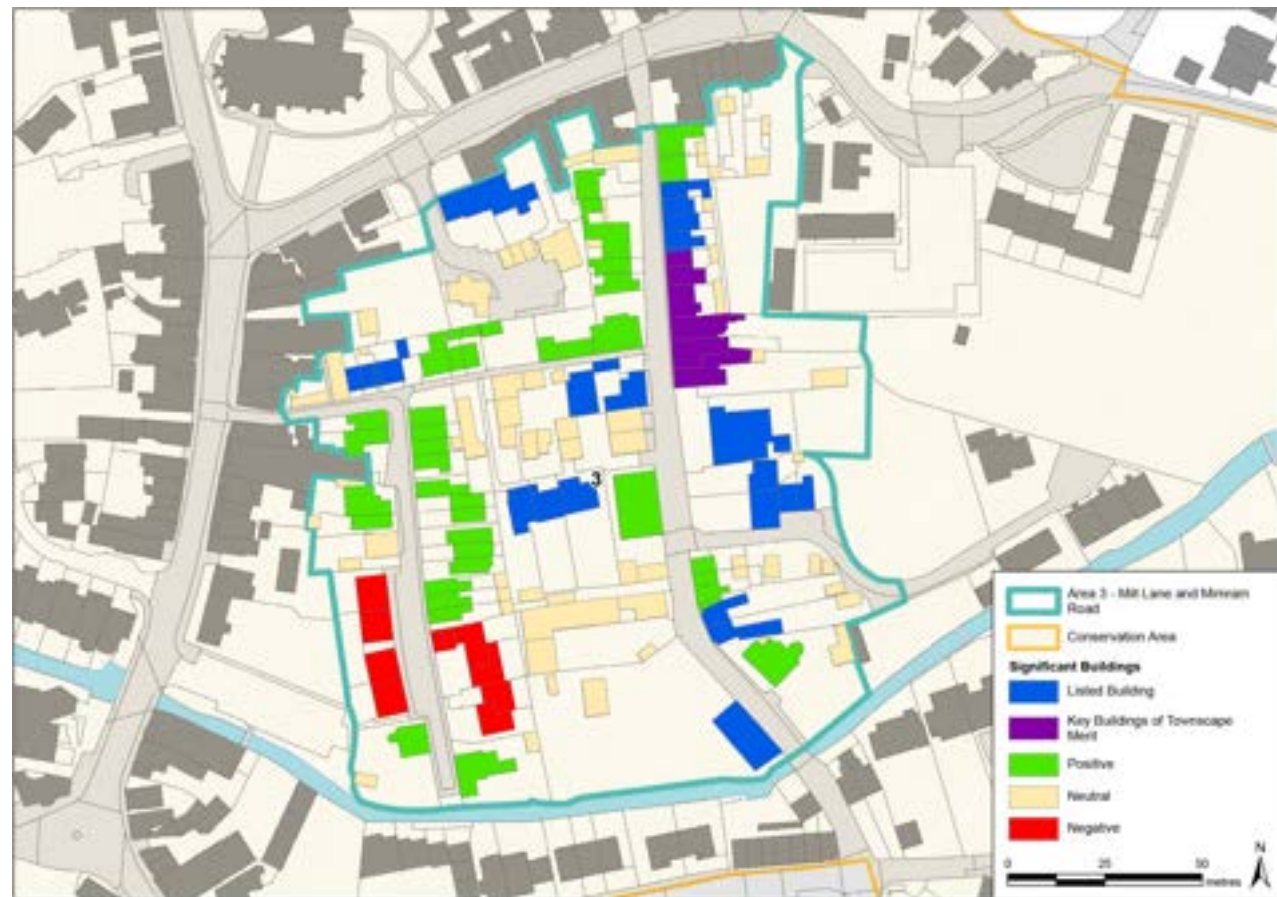 3
Area 3 - Mill Lane and Mimram
Road
Conservation Area
Significant Buildings
Listed Building
Key Buildings of Townscape
Merit
Positive
Neutral
Negative
N
0 25 50
metres